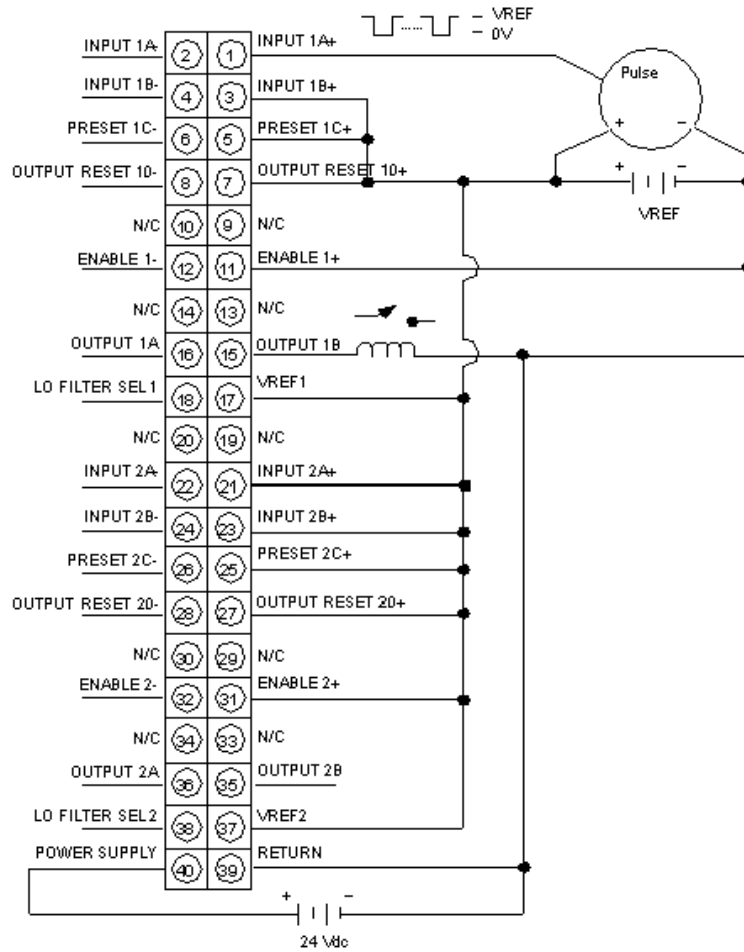 VREF
0V
INPUT 1A- 2 1 INPUT 1A+
Pulse
+ -
INPUT 1B- 4 3 INPUT 1B+
PRESET 1C- 6 5 PRESET 1C+
OUTPUT RESET 10- 8 7 OUTPUT RESET 10+
+ -
VREF
N/C 10 9 N/C
ENABLE 1- 12 11 ENABLE 1+
N/C 14 13 N/C
OUTPUT 1A 16 15 OUTPUT 1B
LO FILTER SEL1 18 17 VREF1
N/C 20 19 N/C
INPUT 2A- 22 21 INPUT 2A+
INPUT 2B- 24 23 INPUT 2B+
PRESET 2C- 26 25 PRESET 2C+
OUTPUT RESET 20- 28 27 OUTPUT RESET 20+
N/C 30 29 N/C
ENABLE 2- 32 31 ENABLE 2+
N/C 34 33 N/C
OUTPUT 2A 36 35 OUTPUT 2B
LO FILTER SEL2 38 37 VREF2
POWER SUPPLY 40 39 RETURN
+ -
24 Vdc